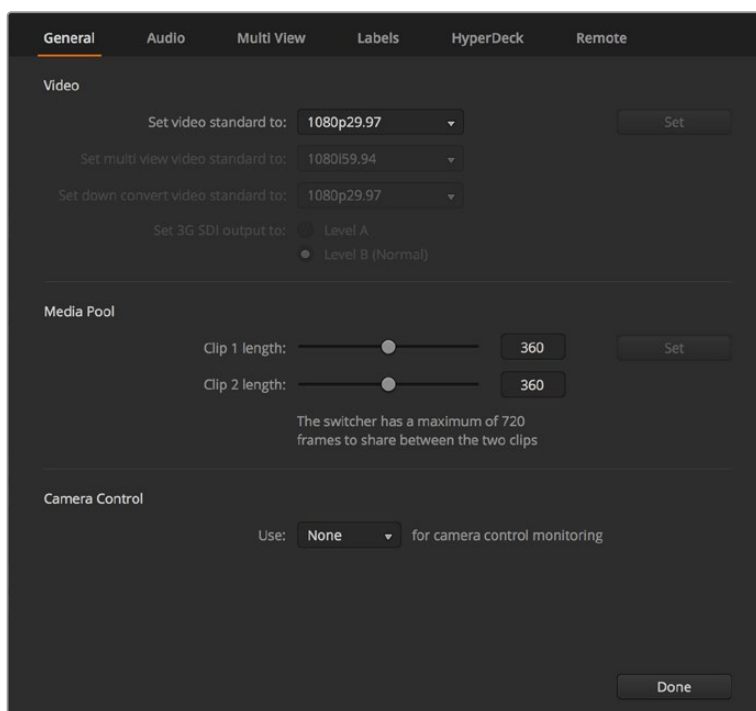 General Audio Multi View Labels HyperDeck Remote
Video
Set video standard to: 1080p29.97 Set
Set multi view video standard to: 1080i59.94
Set down convert video standard to: 1080p29.97
Set 3G SDI output to: Level A
Level B (Normal)
Media Pool
Clip 1 length: 360 Set
Clip 2 length: 360
The switcher has a maximum of 720
frames to share between the two clips
Camera Control
Use: None for camera control monitoring
Done